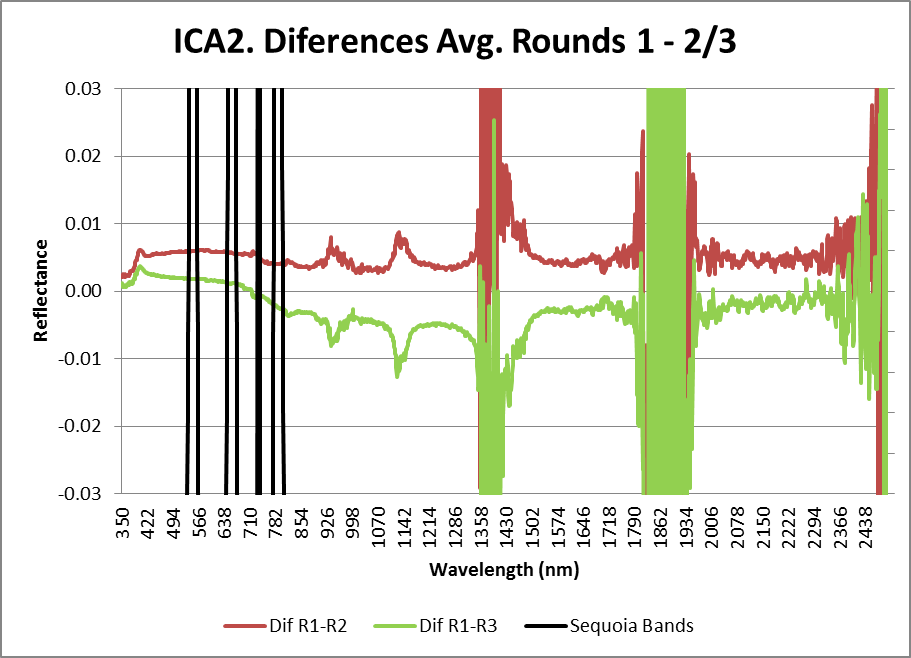 ICA2. Diferences Avg. Rounds 1 - 2/3
0.03
0.02
0.01
0.00
-0.01
-0.02
-0.03
Reflectance
350 422 494 566 638 710 782 854 926 998 1070 1142 1214 1286 1358 1430 1502 1574 1646 1718 1790 1862 1934 2006 2078 2150 2222 2294 2366 2438
Wavelength (nm)
Dif R1-R2 Dif R1-R3 Sequoia Bands